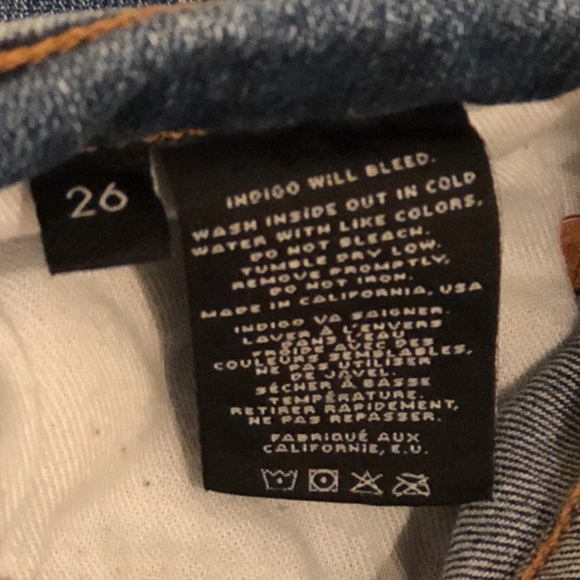 26
INDIGO WILL BLEED.
WASH INSIDE OUT IN COLD
WATER WITH LIKE COLORS.
DO NOT BLEACH.
TUMBLE DRY LOW.
REMOVE PROMPTLY.
DO NOT IRON.
MADE IN CALIFORNIA, USA
INDIGO VA SAIGNER.
LAVER À L'ENVERS
DANS L'EAU
FROIDE AVEC DES
COULEURS SEMBLABLES.
NE PAS UTILISER
DE JAVEL.
SÉCHER À BASSE
TEMPÉRATURE.
RETIRER RAPIDEMENT,
NE PAS REPASSER.
FABRIQUÉ AUX
CALIFORNIE, E.U.